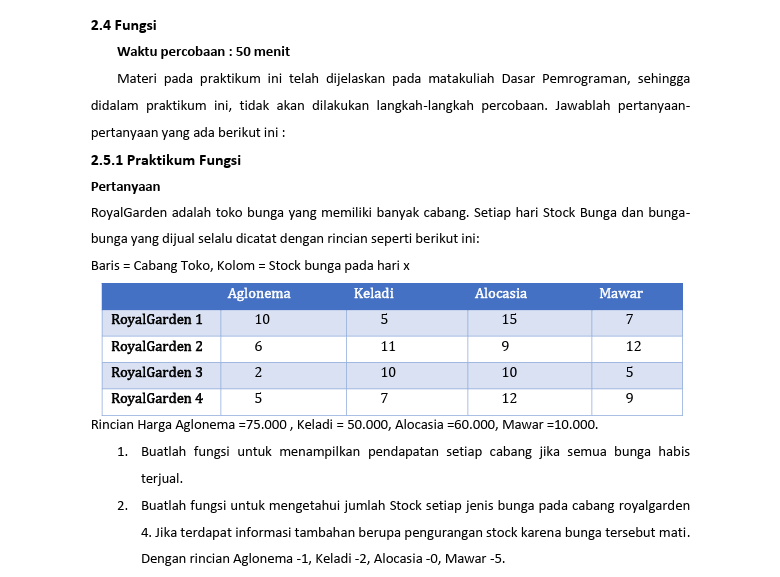 2.4 Fungsi
Waktu percobaan : 50 menit
Materi pada praktikum ini telah dijelaskan pada matakuliah Dasar Pemrograman, sehingga
didalam praktikum ini, tidak akan dilakukan langkah-langkah percobaan. Jawablah pertanyaan-
pertanyaan yang ada berikut ini :
2.5.1 Praktikum Fungsi
Pertanyaan
RoyalGarden adalah toko bunga yang memiliki banyak cabang. Setiap hari Stock Bunga dan bunga-
bunga yang dijual selalu dicatat dengan rincian seperti berikut ini:
Baris = Cabang Toko, Kolom = Stock bunga pada hari x
Aglonema Keladi Alocasia Mawar
RoyalGarden 1 10 5 15 7
RoyalGarden 2 6 11 9 12
RoyalGarden 3 2 10 10 5
RoyalGarden 4 5 7 12 9
Rincian Harga Aglonema =75.000 , Keladi = 50.000, Alocasia =60.000, Mawar =10.000.
1. Buatlah fungsi untuk menampilkan pendapatan setiap cabang jika semua bunga habis
terjual.
2. Buatlah fungsi untuk mengetahui jumlah Stock setiap jenis bunga pada cabang royalgarden
4. Jika terdapat informasi tambahan berupa pengurangan stock karena bunga tersebut mati.
Dengan rincian Aglonema -1, Keladi -2, Alocasia -0, Mawar -5.